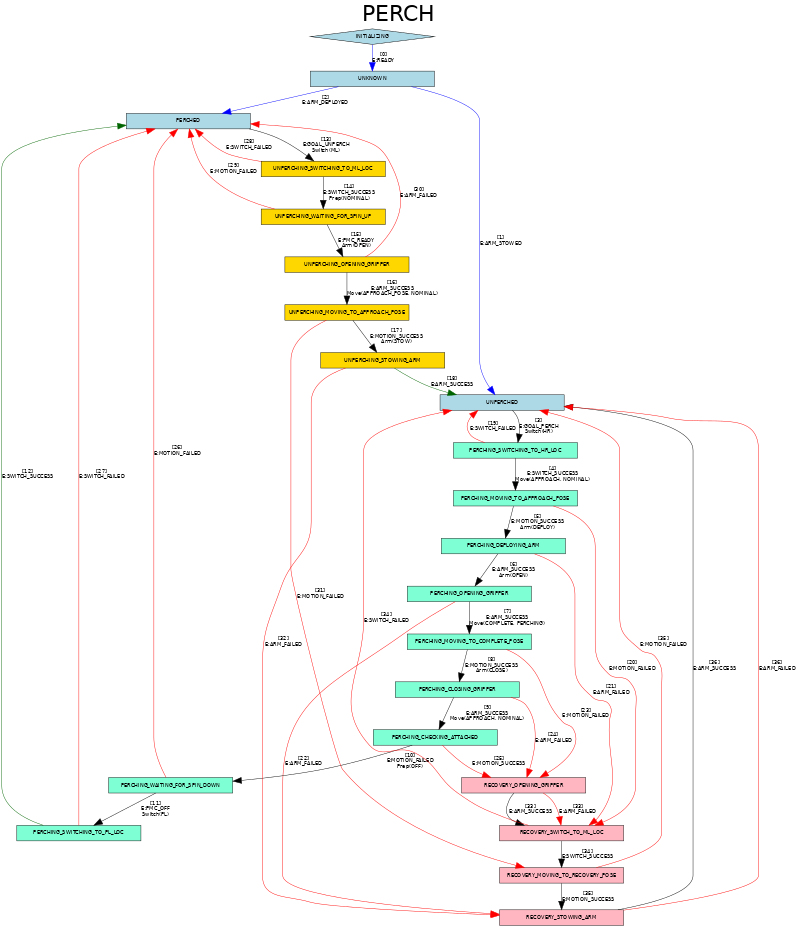 PERCH
INITIALIZING
[0]
E:READY
UNKNOWN
[2]
E:ARM_DEPLOYED
PERCHED
[28]
E:SWITCH_FAILED
[13]
E:GOAL_UNPERCH
Switch(ML)
UNPERCHING_SWITCHING_TO_ML_LOC
[29]
E:MOTION_FAILED
[14]
E:SWITCH_SUCCESS
Prep(NOMINAL)
[30]
E:ARM_FAILED
UNPERCHING_WAITING_FOR_SPIN_UP
[15]
E:PMC_READY
Arm(OPEN)
[1]
E:ARM_STOWED
UNPERCHING_OPENING_GRIPPER
[16]
E:ARM_SUCCESS
Move(APPROACH_POSE, NOMINAL)
UNPERCHING_MOVING_TO_APPROACH_POSE
[17]
E:MOTION_SUCCESS
Arm(STOW)
UNPERCHING_STOWING_ARM
[18]
E:ARM_SUCCESS
UNPERCHED
[19]
E:SWITCH_FAILED
[3]
E:GOAL_PERCH
Switch(HR)
PERCHING_SWITCHING_TO_HR_LOC
[26]
E:MOTION_FAILED
[12]
E:SWITCH_SUCCESS
[27]
E:SWITCH_FAILED
[4]
E:SWITCH_SUCCESS
Move(APPROACH, NOMINAL)
PERCHING_MOVING_TO_APPROACH_POSE
[5]
E:MOTION_SUCCESS
Arm(DEPLOY)
PERCHING_DEPLOYING_ARM
[6]
E:ARM_SUCCESS
Arm(OPEN)
PERCHING_OPENING_GRIPPER
[31]
E:MOTION_FAILED
[34]
E:SWITCH_FAILED
[7]
E:ARM_SUCCESS
Move(COMPLETE, PERCHING)
PERCHING_MOVING_TO_COMPLETE_POSE
[32]
E:ARM_FAILED
[35]
E:MOTION_FAILED
[20]
E:MOTION_FAILED
[36]
E:ARM_SUCCESS
[36]
E:ARM_FAILED
[8]
E:MOTION_SUCCESS
Arm(CLOSE)
[21]
E:ARM_FAILED
PERCHING_CLOSING_GRIPPER
[9]
E:ARM_SUCCESS
Move(APPROACH, NOMINAL)
[23]
E:MOTION_FAILED
[24]
E:ARM_FAILED
PERCHING_CHECKING_ATTACHED
[22]
E:ARM_FAILED
[10]
E:MOTION_FAILED
Prep(OFF)
[25]
E:MOTION_SUCCESS
PERCHING_WAITING_FOR_SPIN_DOWN
RECOVERY_OPENING_GRIPPER
[11]
E:PMC_OFF
Switch(PL)
[33]
E:ARM_SUCCESS
[33]
E:ARM_FAILED
PERCHING_SWITCHING_TO_PL_LOC
RECOVERY_SWITCH_TO_ML_LOC
[34]
E:SWITCH_SUCCESS
RECOVERY_MOVING_TO_RECOVERY_POSE
[35]
E:MOTION_SUCCESS
RECOVERY_STOWING_ARM